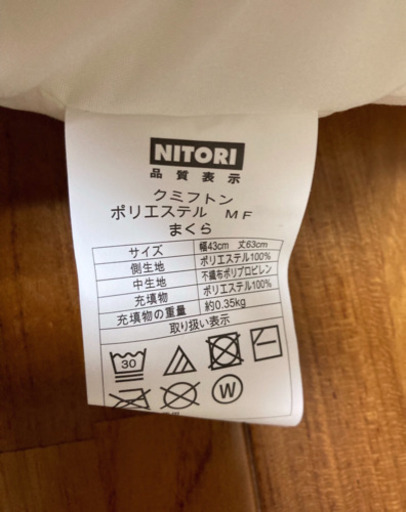 NITORI
品質表示
クミフトン
ポリエステル MF
まくら
サイズ 幅43cm 丈63cm
側生地 ポリエステル100%
中生地 不織布ポリプロピレン
充填物 ポリエステル100%
充填物の重量 約0.35kg
取り扱い表示
30
W